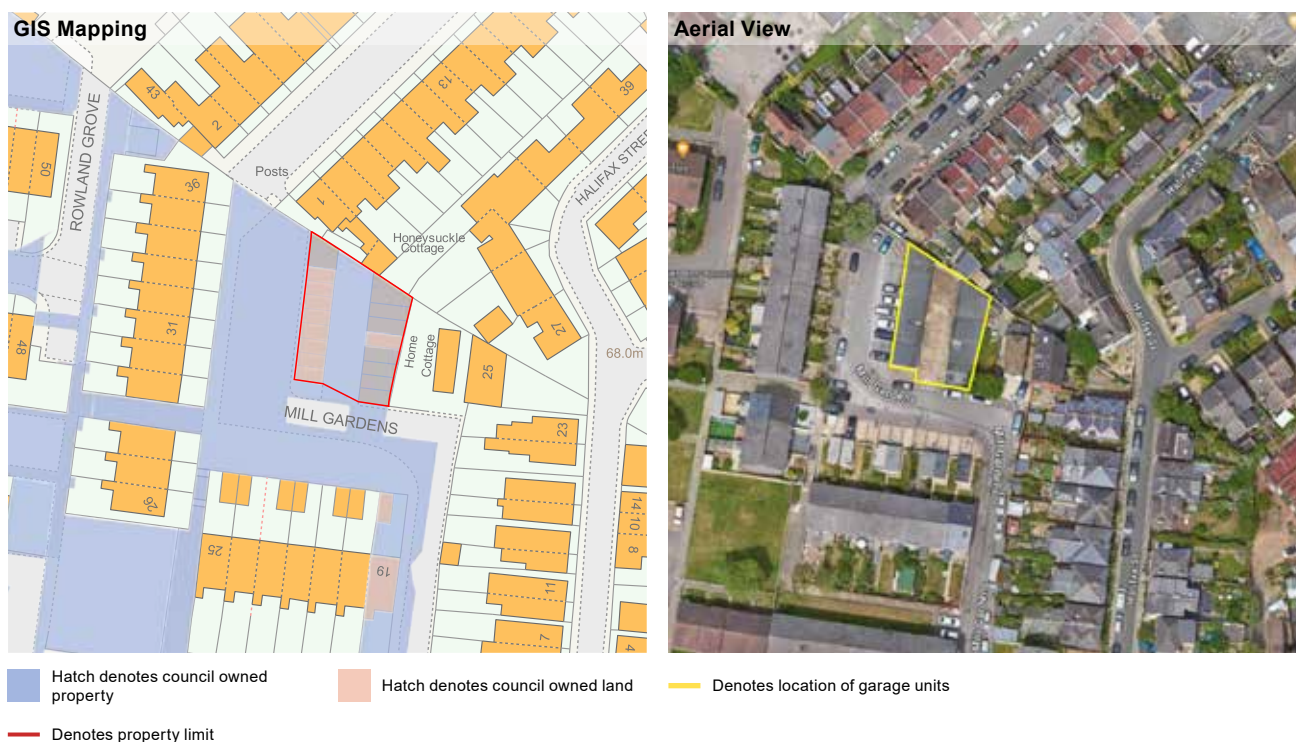 GIS Mapping
43
2
13
39
ROWLAND GROVE
50
36
Posts
1
HALIFAX STREE
Honeysuckle
Cottage
31
48
27
68.0m
Home
Cottage
25
MILL GARDENS
23
26
25
19
14
10
8
11
7
4
Aerial View
Hatch denotes council owned
property
Hatch denotes council owned land
Denotes location of garage units
Denotes property limit